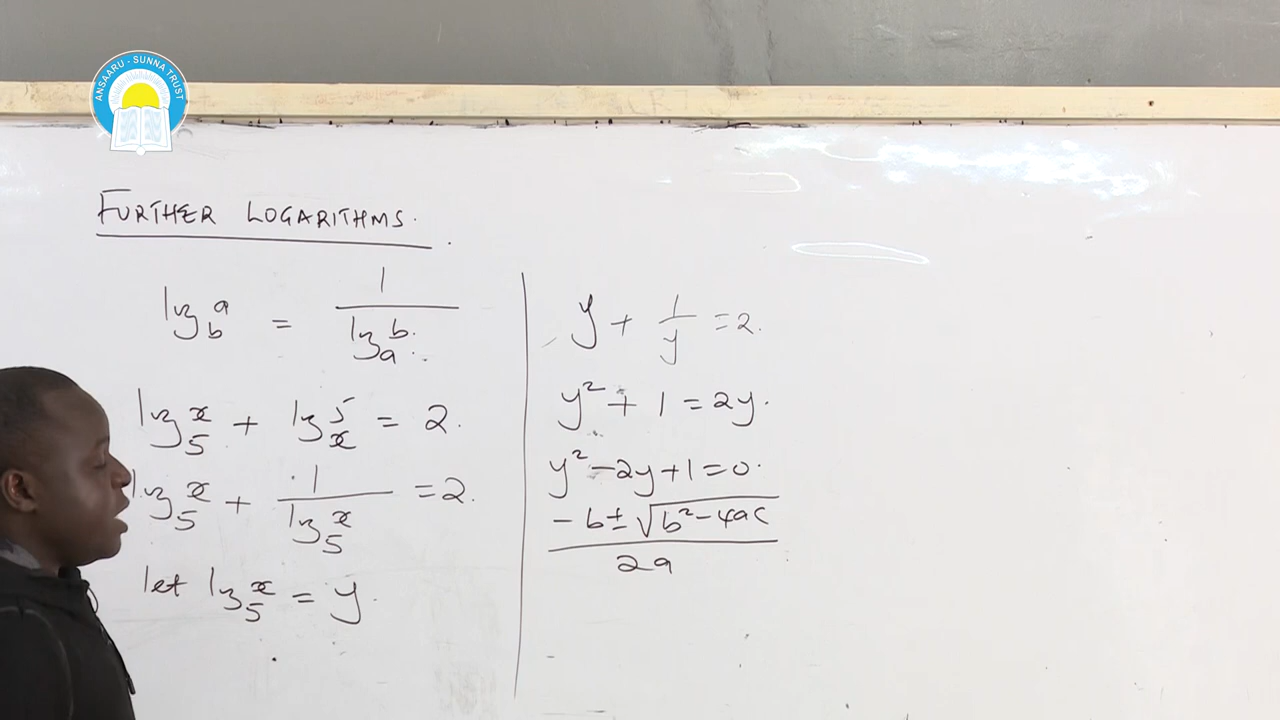 ANSAARU - SUNNA TRUST
FURTHER LOGARITHMS.
log_b^a = 1 / log_a^b
log_5^x + log_x^5 = 2.
log_5^x + 1 / log_5^x = 2.
let log_5^x = y.
y + 1/y = 2.
y² + 1 = 2y.
y² - 2y + 1 = 0.
-b ± √(b² - 4ac) / 2a